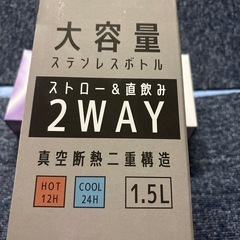 大容量
ステンレスボトル
ストロー&直飲み
2WAY
真空断熱二重構造
HOT 12H
COOL 24H
1.5L